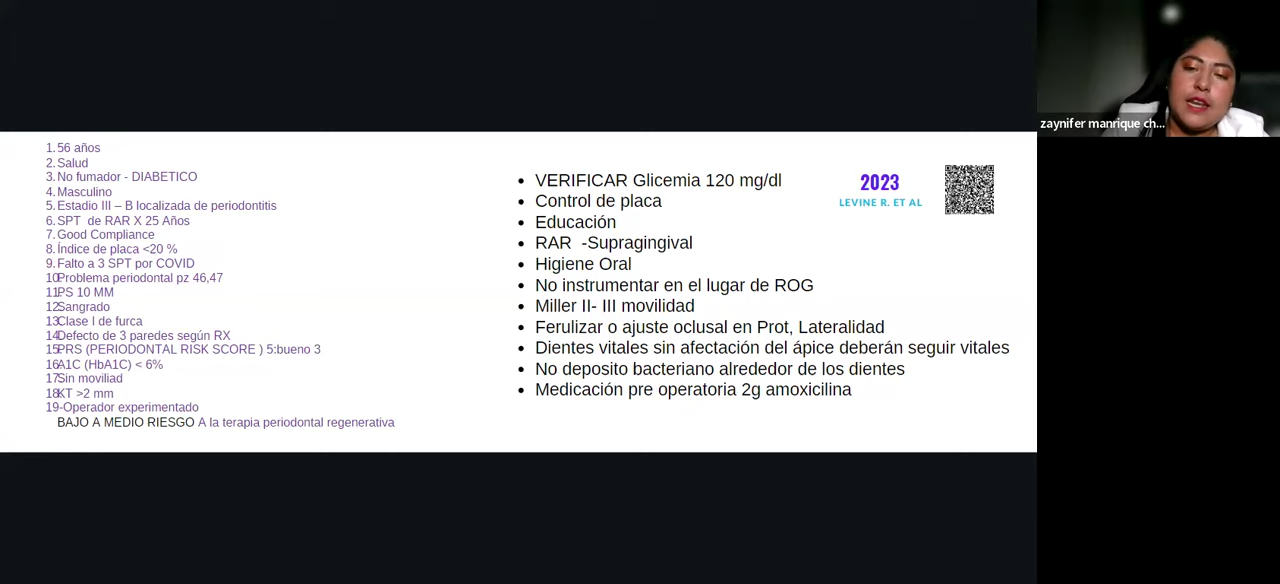 1. 56 años
2. Salud
3. No fumador - DIABETICO
4. Masculino
5. Estadio III – B localizada de periodontitis
6. SPT de RAR X 25 Años
7. Good Compliance
8. Índice de placa <20 %
9. Falto a 3 SPT por COVID
10. Problema periodontal pz 46,47
11. PS 10 MM
12. Sangrado
13. Clase I de furca
14. Defecto de 3 paredes según RX
15. PRS (PERIODONTAL RISK SCORE ) 5:bueno 3
16. A1C (HbA1C) < 6%
17. Sin moviliad
18. KT >2 mm
19. -Operador experimentado
BAJO A MEDIO RIESGO A la terapia periodontal regenerativa
• VERIFICAR Glicemia 120 mg/dl
• Control de placa
• Educación
• RAR -Supragingival
• Higiene Oral
• No instrumentar en el lugar de ROG
• Miller II- III movilidad
• Ferulizar o ajuste oclusal en Prot, Lateralidad
• Dientes vitales sin afectación del ápice deberán seguir vitales
• No deposito bacteriano alrededor de los dientes
• Medicación pre operatoria 2g amoxicilina
2023
LEVINE R. ET AL
zaynifer manrique ch...